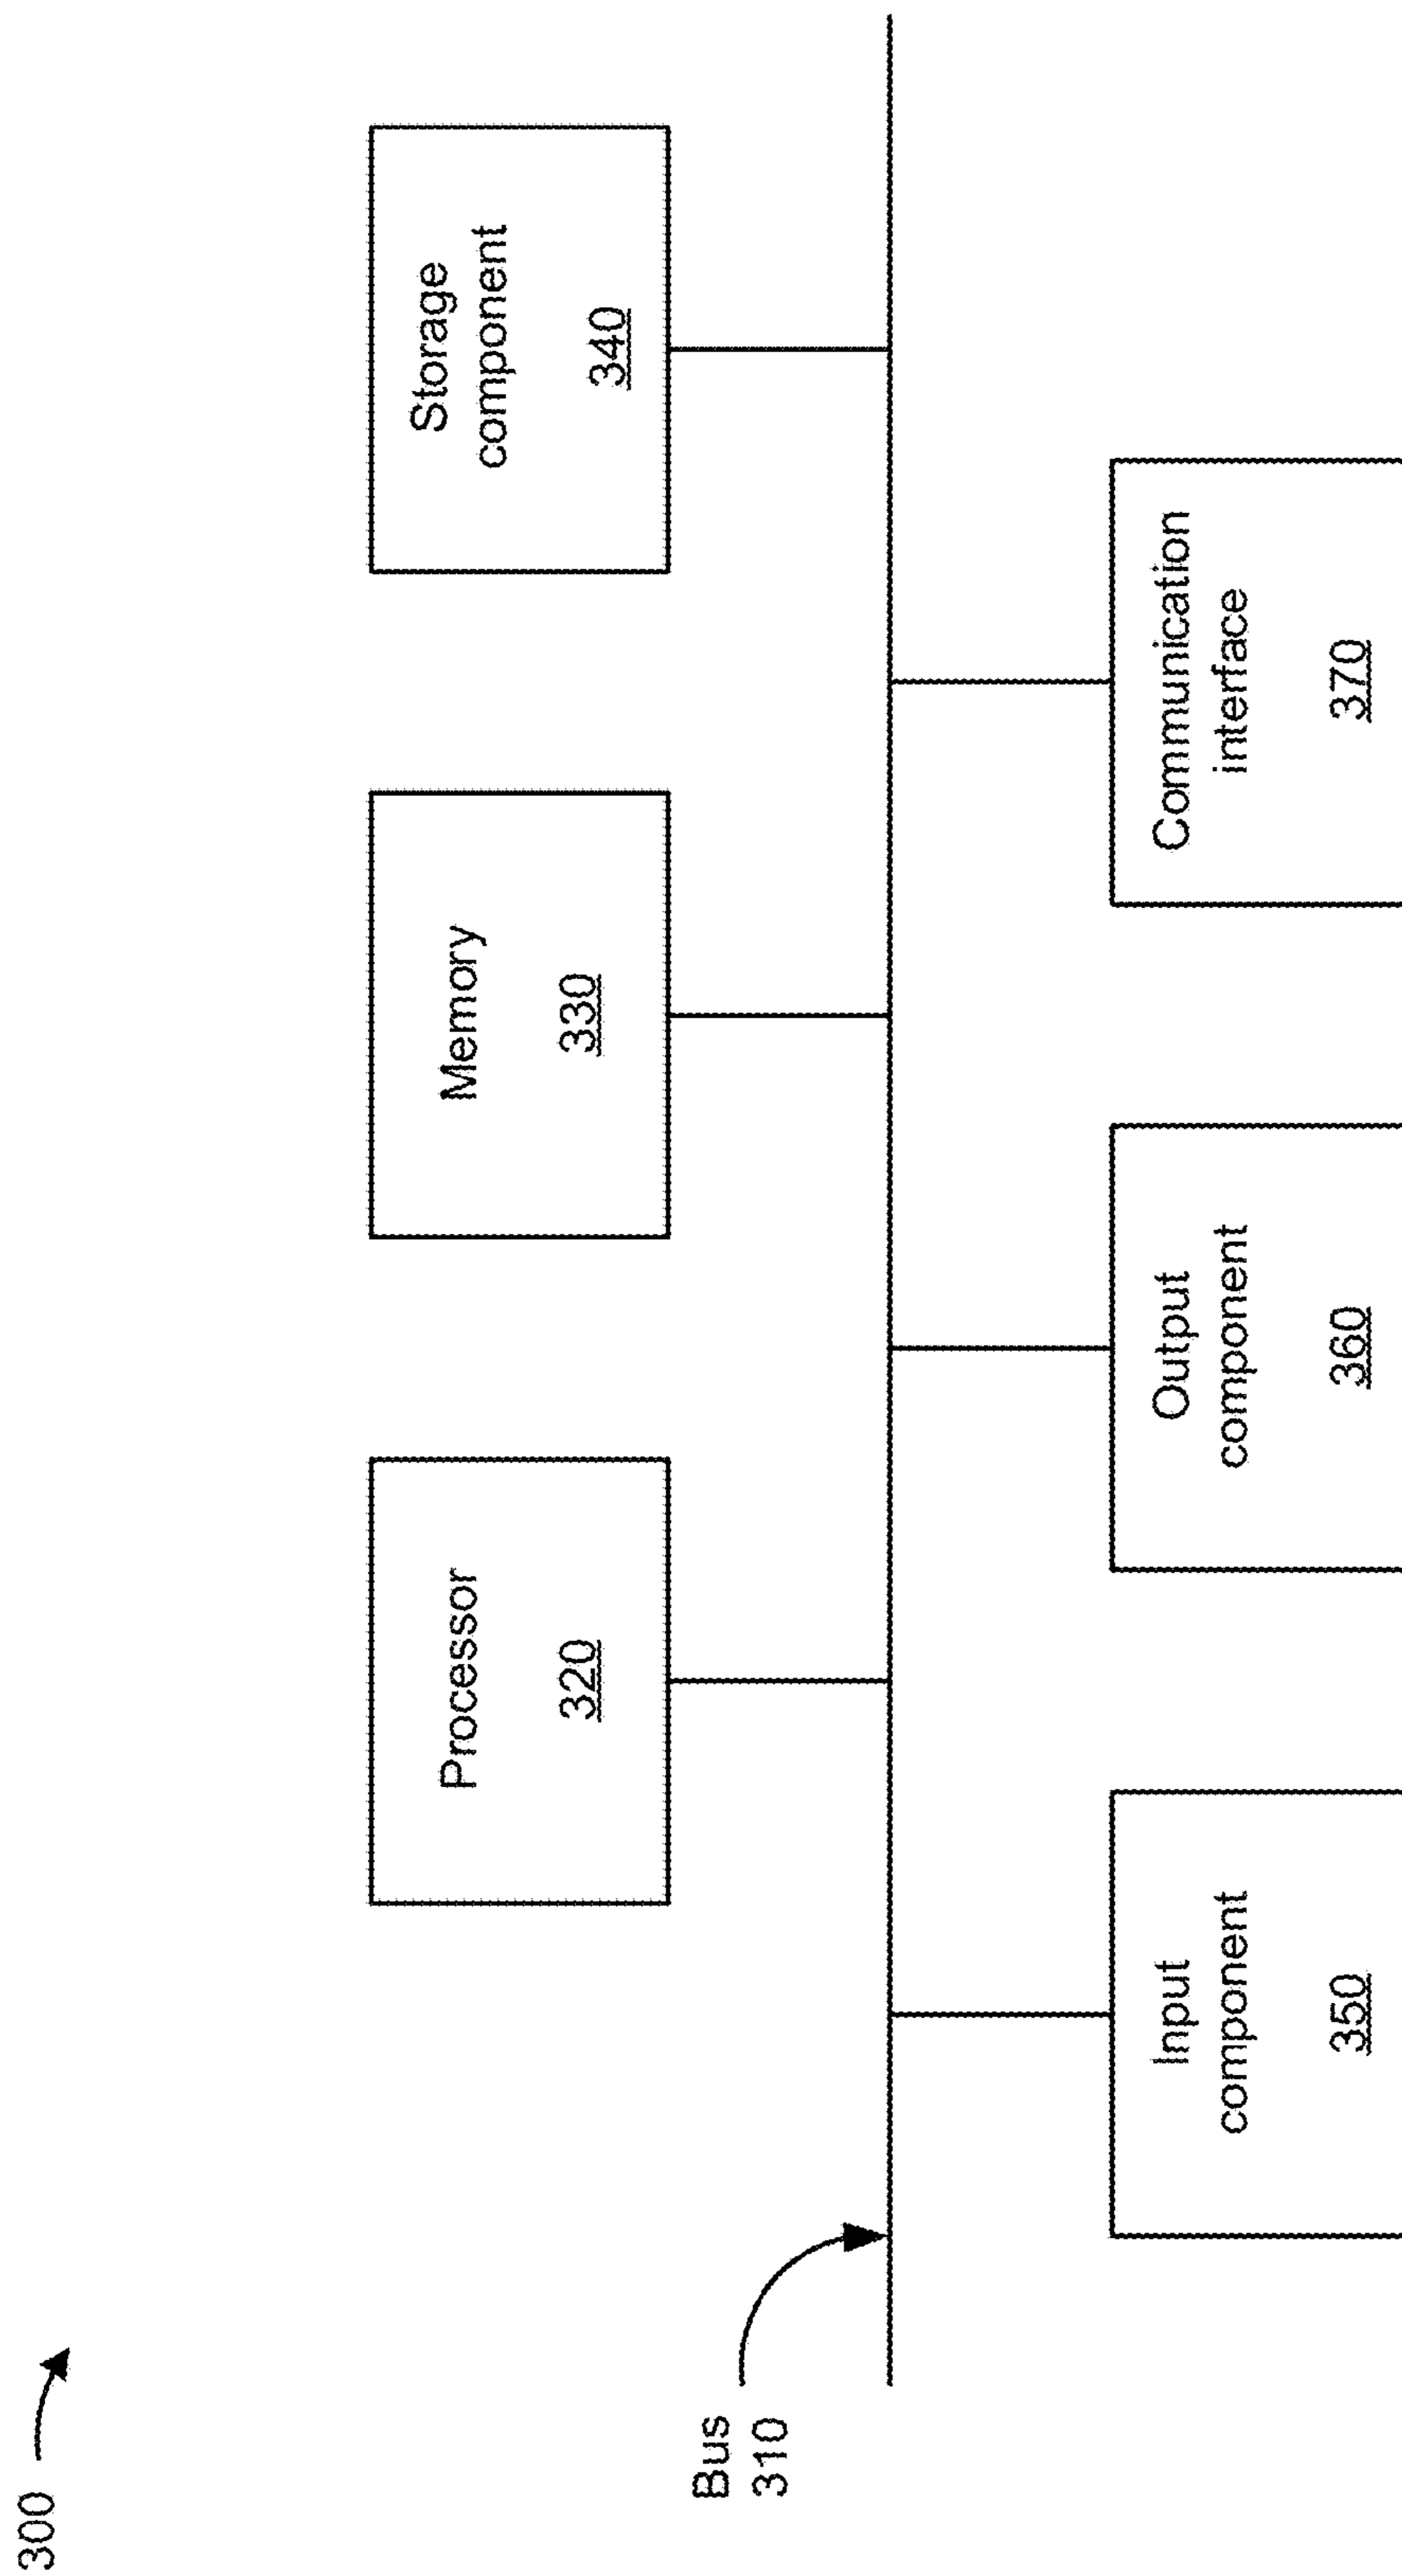 300
Processor
320
Memory
330
Storage
component
340
Bus
310
Input
component
350
Output
component
360
Communication
interface
370